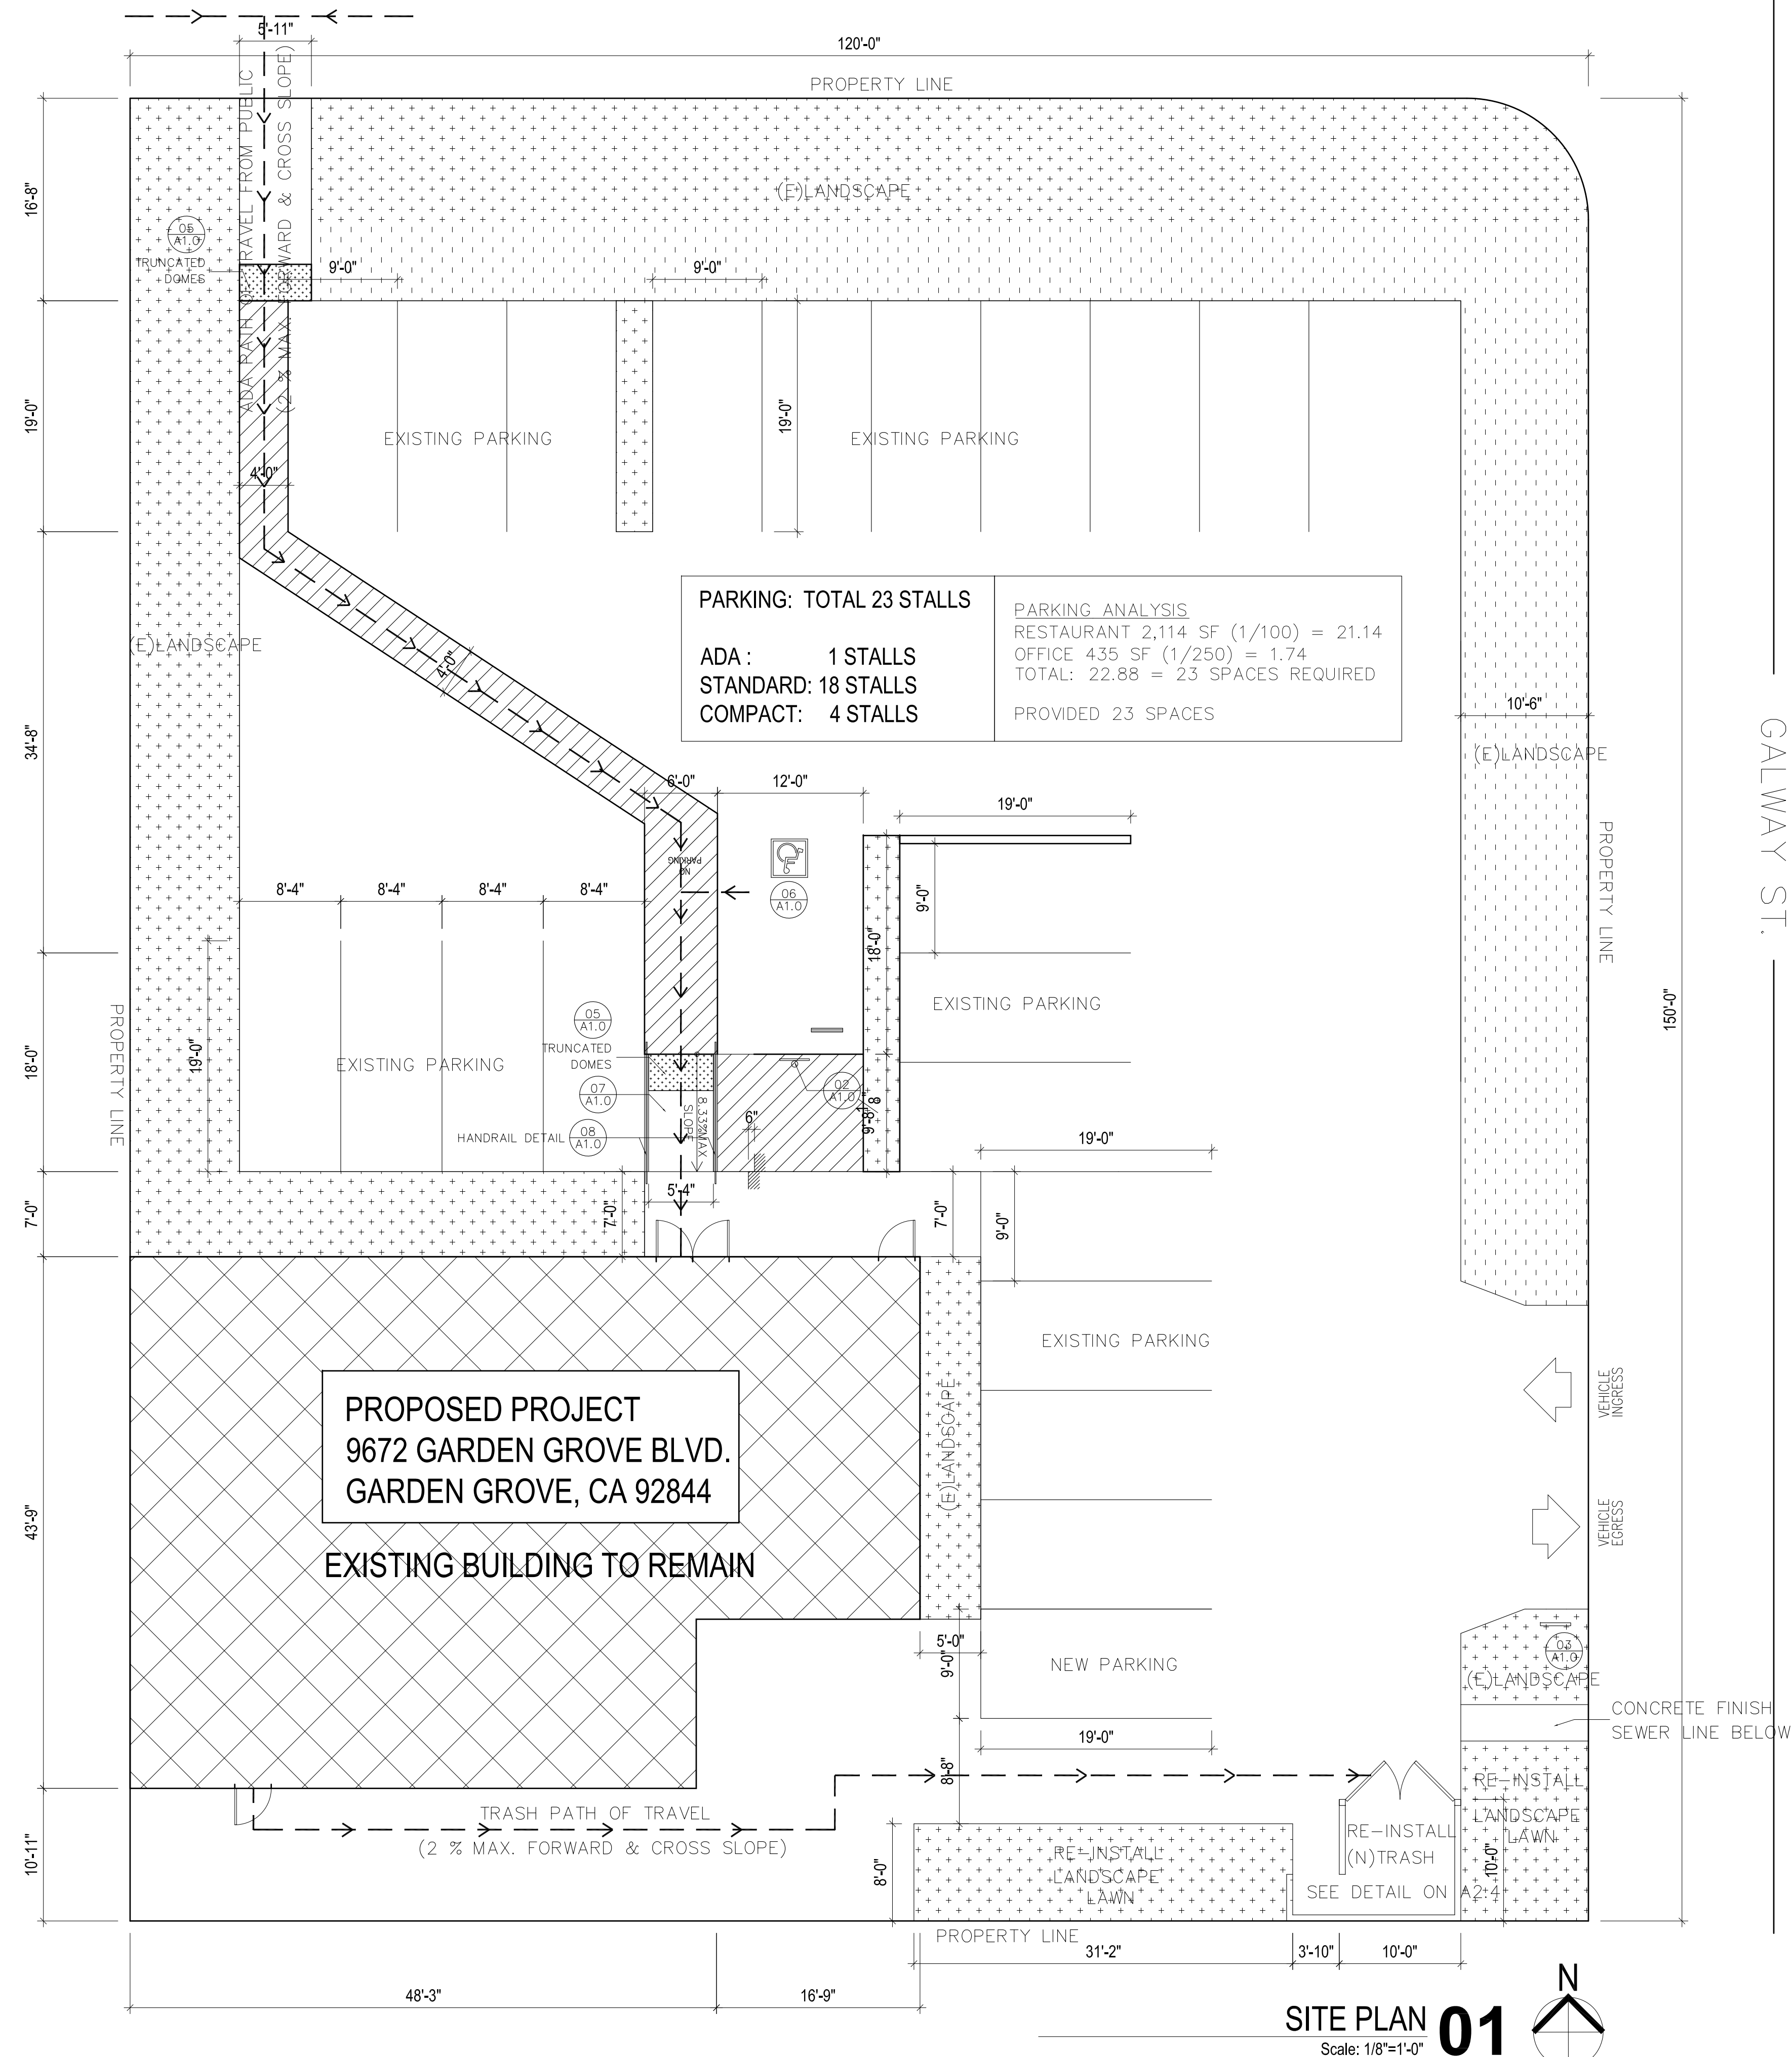 5'-11"
120'-0"
PROPERTY LINE
ADA PATH OF TRAVEL FROM PUBLIC
(2 % MAX. FORWARD & CROSS SLOPE)
16'-8"
(E)LANDSCAPE
05
A1.0
TRUNCATED
DOMES
9'-0"
9'-0"
19'-0"
19'-0"
EXISTING PARKING
EXISTING PARKING
4'-0"
PARKING: TOTAL 23 STALLS
ADA : 1 STALLS
STANDARD: 18 STALLS
COMPACT: 4 STALLS
PARKING ANALYSIS
RESTAURANT 2,114 SF (1/100) = 21.14
OFFICE 435 SF (1/250) = 1.74
TOTAL: 22.88 = 23 SPACES REQUIRED
PROVIDED 23 SPACES
(E)LANDSCAPE
4'-0"
34'-8"
10'-6"
(E)LANDSCAPE
GALWAY ST.
6'-0"
12'-0"
19'-0"
PROPERTY LINE
NO
PARKING
06
A1.0
8'-4"
8'-4"
8'-4"
8'-4"
9'-0"
18'-0"
150'-0"
EXISTING PARKING
PROPERTY LINE
18'-0"
19'-0"
EXISTING PARKING
05
A1.0
TRUNCATED
DOMES
07
A1.0
HANDRAIL DETAIL
08
A1.0
8.33%MAX
SLOPE
6"
02
A1.0
19'-0"
5'-4"
7'-0"
7'-0"
7'-0"
9'-0"
EXISTING PARKING
VEHICLE
INGRESS
VEHICLE
EGRESS
(E)LANDSCAPE
PROPOSED PROJECT
9672 GARDEN GROVE BLVD.
GARDEN GROVE, CA 92844
EXISTING BUILDING TO REMAIN
43'-9"
5'-0"
9'-0"
NEW PARKING
03
A1.0
(E)LANDSCAPE
CONCRETE FINISH
SEWER LINE BELOW
19'-0"
8'-8"
TRASH PATH OF TRAVEL
(2 % MAX. FORWARD & CROSS SLOPE)
10'-11"
8'-0"
RE-INSTALL
LANDSCAPE
LAWN
RE-INSTALL
(N)TRASH
SEE DETAIL ON A2.4
10'-0"
RE-INSTALL
LANDSCAPE
LAWN
PROPERTY LINE
31'-2"
3'-10"
10'-0"
48'-3"
16'-9"
N
SITE PLAN 01
Scale: 1/8"=1'-0"